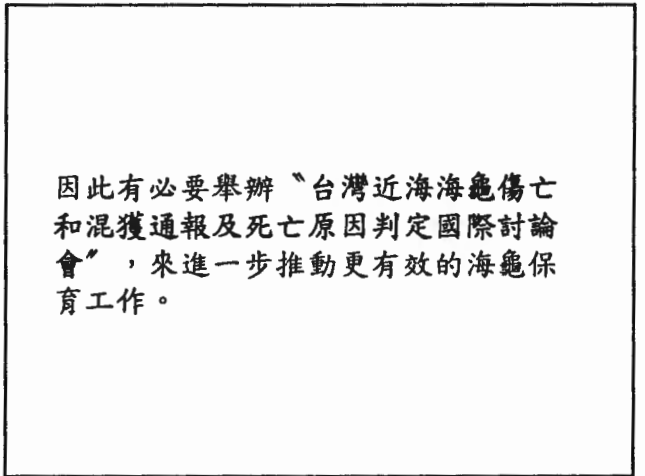 因此有必要舉辦〝台灣近海海龜傷亡
和混獲通報及死亡原因判定國際討論
會〞，來進一步推動更有效的海龜保
育工作。